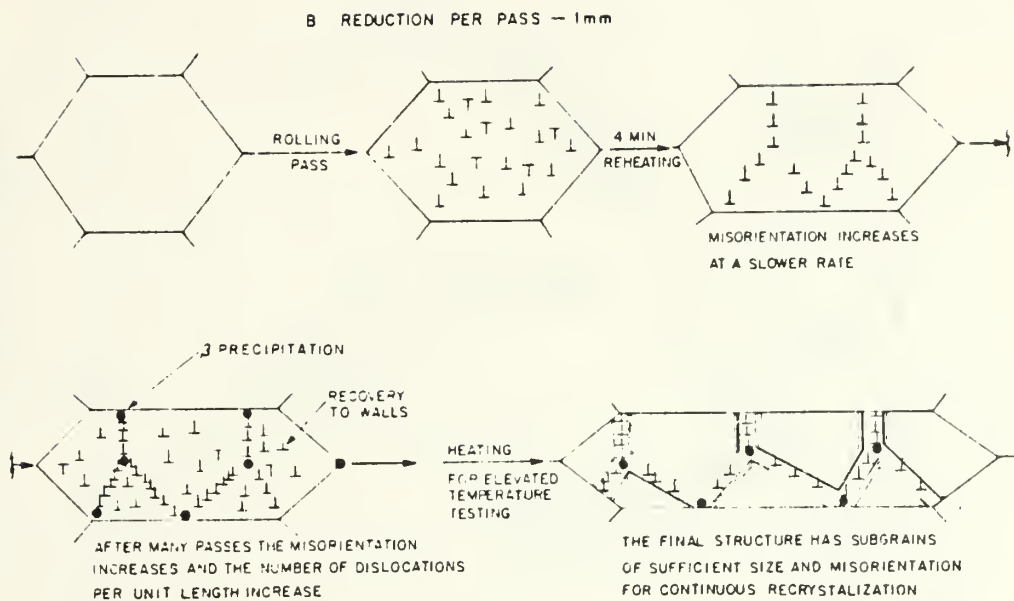 B REDUCTION PER PASS — 1mm
ROLLING
PASS
4 MIN
REHEATING
MISORIENTATION INCREASES
AT A SLOWER RATE
β PRECIPITATION
RECOVERY
TO WALLS
HEATING
FOR ELEVATED
TEMPERATURE
TESTING
AFTER MANY PASSES THE MISORIENTATION
INCREASES AND THE NUMBER OF DISLOCATIONS
PER UNIT LENGTH INCREASE
THE FINAL STRUCTURE HAS SUBGRAINS
OF SUFFICIENT SIZE AND MISORIENTATION
FOR CONTINUOUS RECRYSTALIZATION